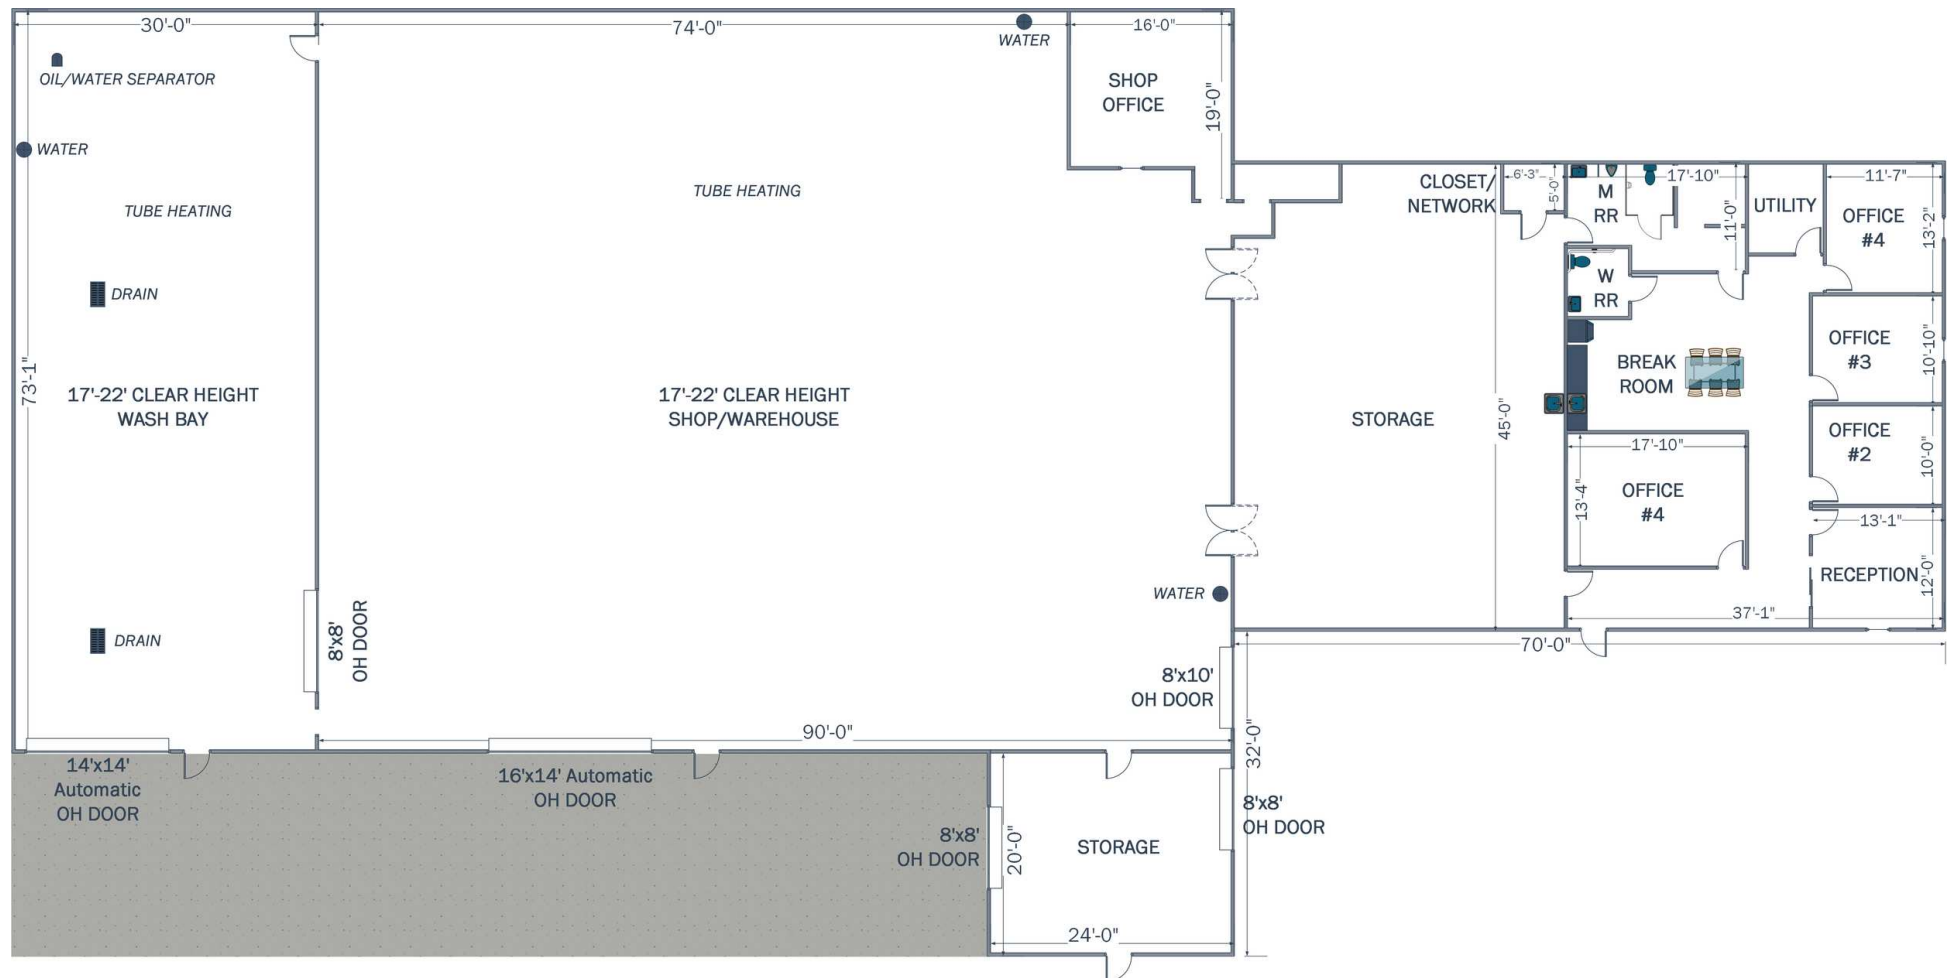 30'-0"
74'-0"
16'-0"
WATER
OIL/WATER SEPARATOR
SHOP
OFFICE
19'-0"
WATER
TUBE HEATING
TUBE HEATING
CLOSET/
NETWORK
6'-3"
5'-0"
M
RR
17'-10"
11'-0"
UTILITY
11'-7"
OFFICE
#4
13'-2"
DRAIN
W
RR
73'-1"
17'-22' CLEAR HEIGHT
WASH BAY
17'-22' CLEAR HEIGHT
SHOP/WAREHOUSE
STORAGE
45'-0"
BREAK
ROOM
OFFICE
#3
10'-10"
OFFICE
#2
10'-0"
17'-10"
13'-4"
OFFICE
#4
13'-1"
RECEPTION
12'-0"
37'-1"
70'-0"
WATER
DRAIN
8'x8'
OH DOOR
8'x10'
OH DOOR
90'-0"
32'-0"
14'x14'
Automatic
OH DOOR
16'x14' Automatic
OH DOOR
8'x8'
OH DOOR
20'-0"
STORAGE
8'x8'
OH DOOR
24'-0"